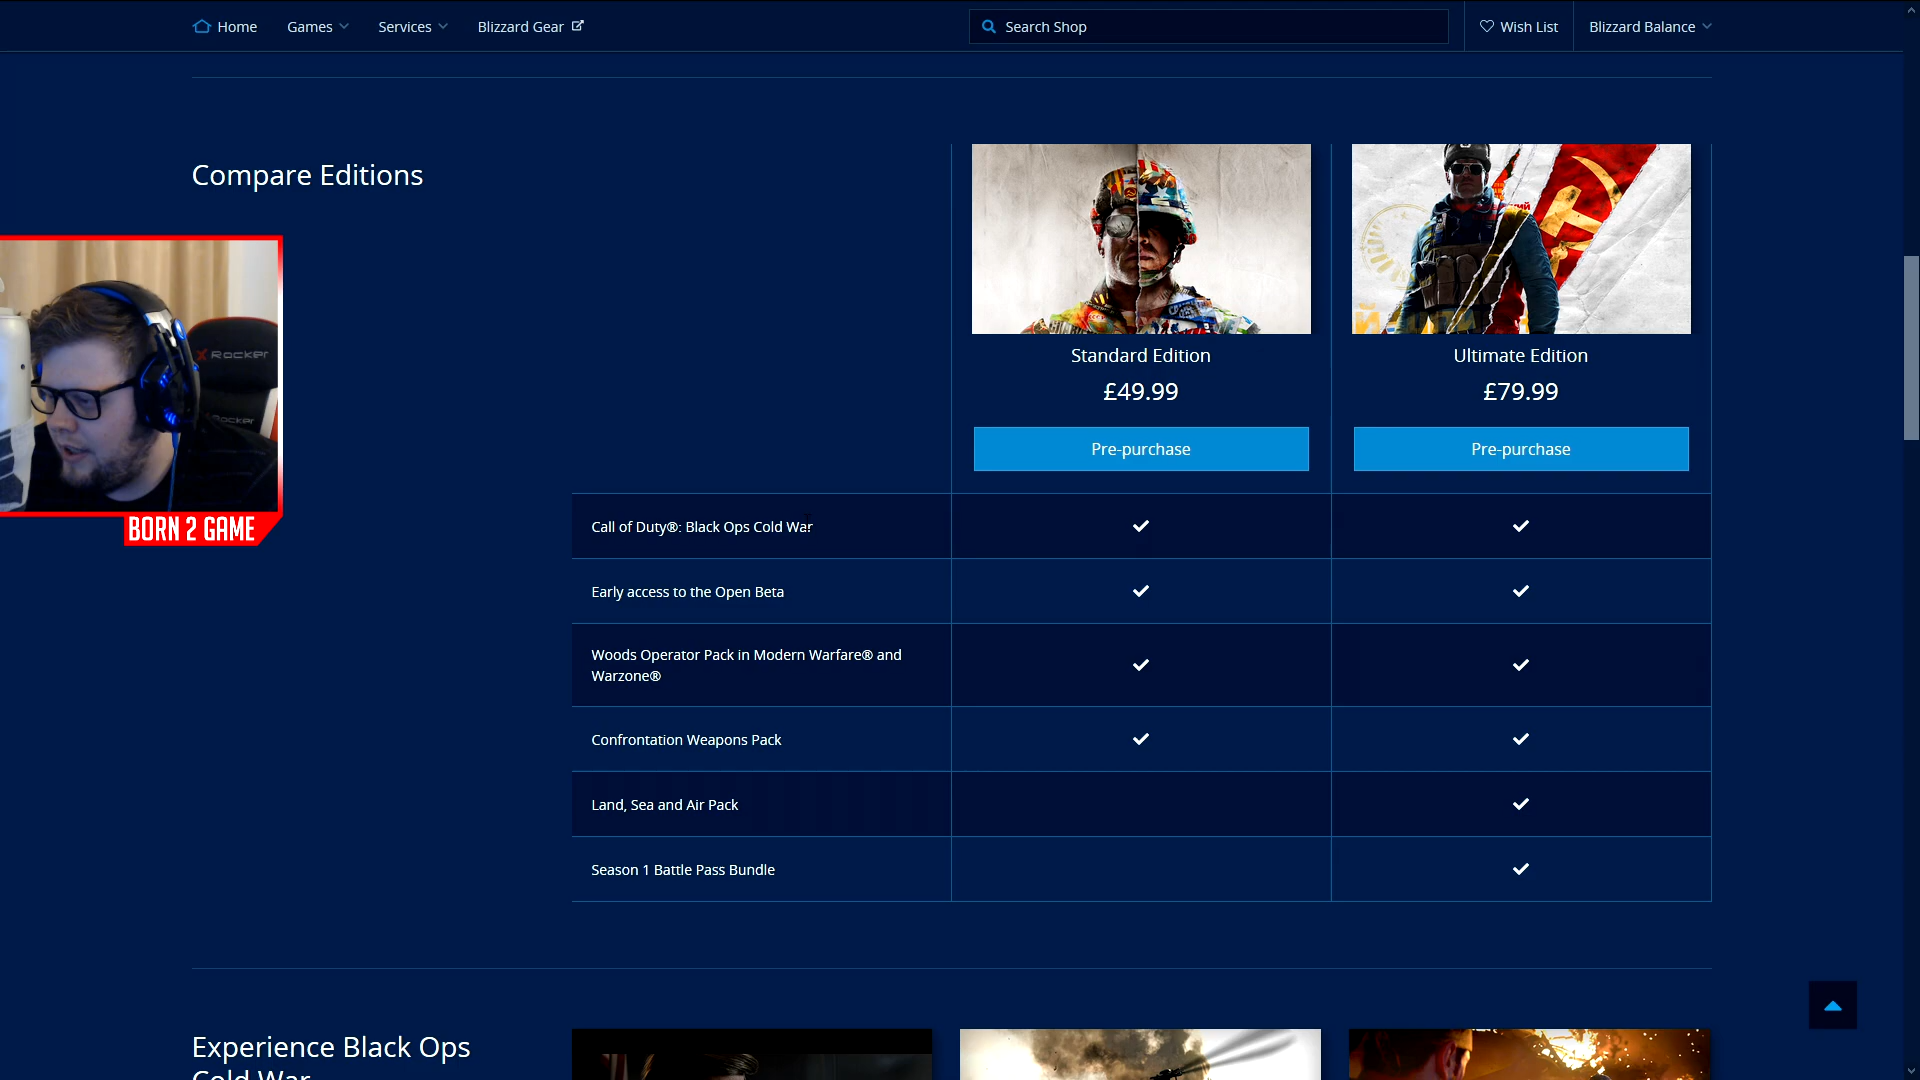 Home
Games
Services
Blizzard Gear
Search Shop
Wish List
Blizzard Balance
Compare Editions
Standard Edition
£49.99
Pre-purchase
Ultimate Edition
£79.99
Pre-purchase
X Rocker
Rocker
BORN 2 GAME
Call of Duty®: Black Ops Cold War
Early access to the Open Beta
Woods Operator Pack in Modern Warfare® and
Warzone®
Confrontation Weapons Pack
Land, Sea and Air Pack
Season 1 Battle Pass Bundle
Experience Black Ops
Cold War